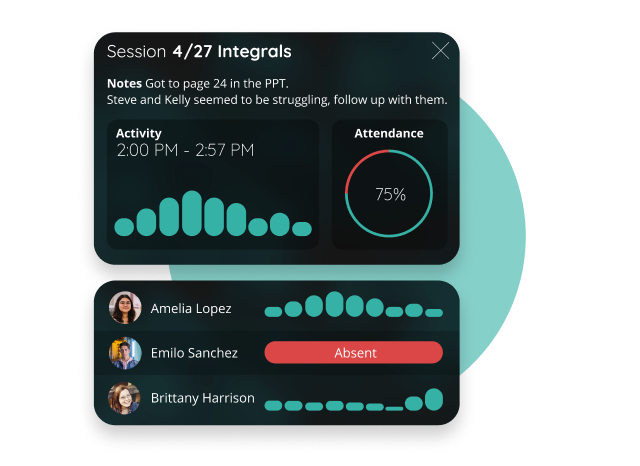 Session 4/27 Integrals
Notes Got to page 24 in the PPT.
Steve and Kelly seemed to be struggling, follow up with them.
Activity
2:00 PM - 2:57 PM
Attendance
75%
Amelia Lopez
Emilo Sanchez
Absent
Brittany Harrison